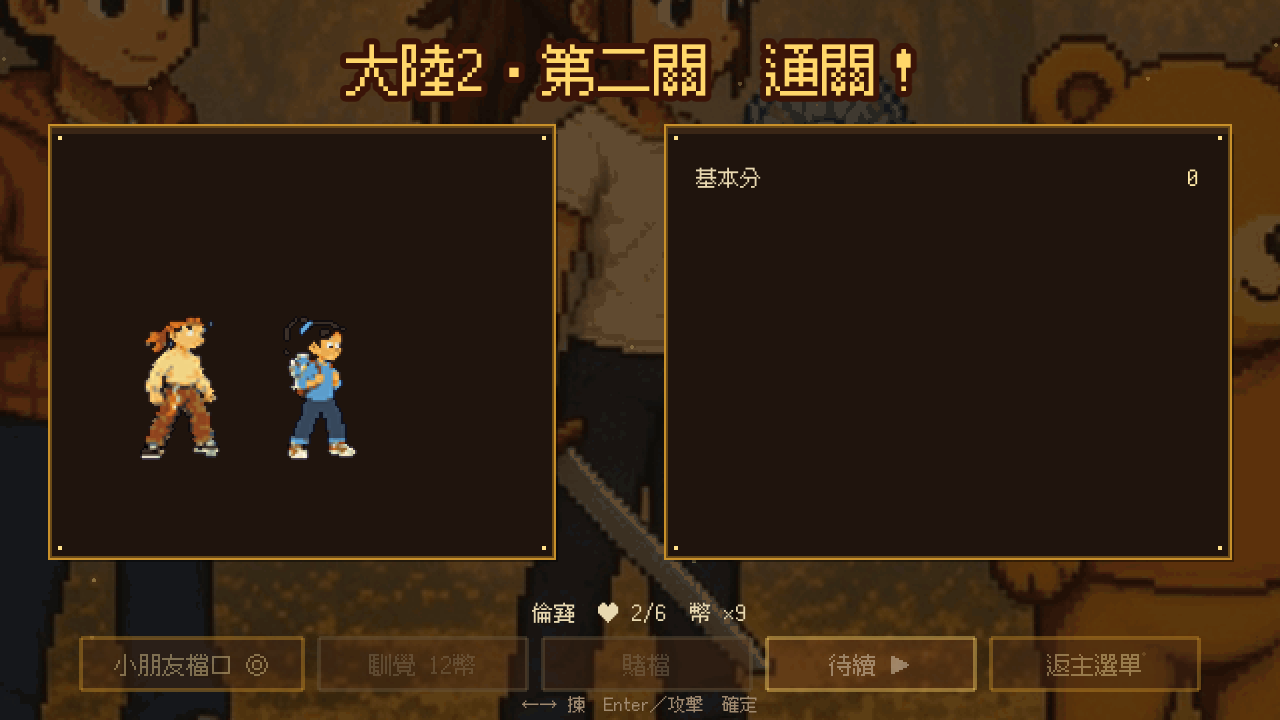 大陸2・第二關　通關！
基本分　0
倫寶　♥ 2/6　幣 ×9
小朋友檔口 ◎
瞓覺 12幣
賭檔
待續 ▶
返主選單
←→ 揀　Enter／攻擊　確定